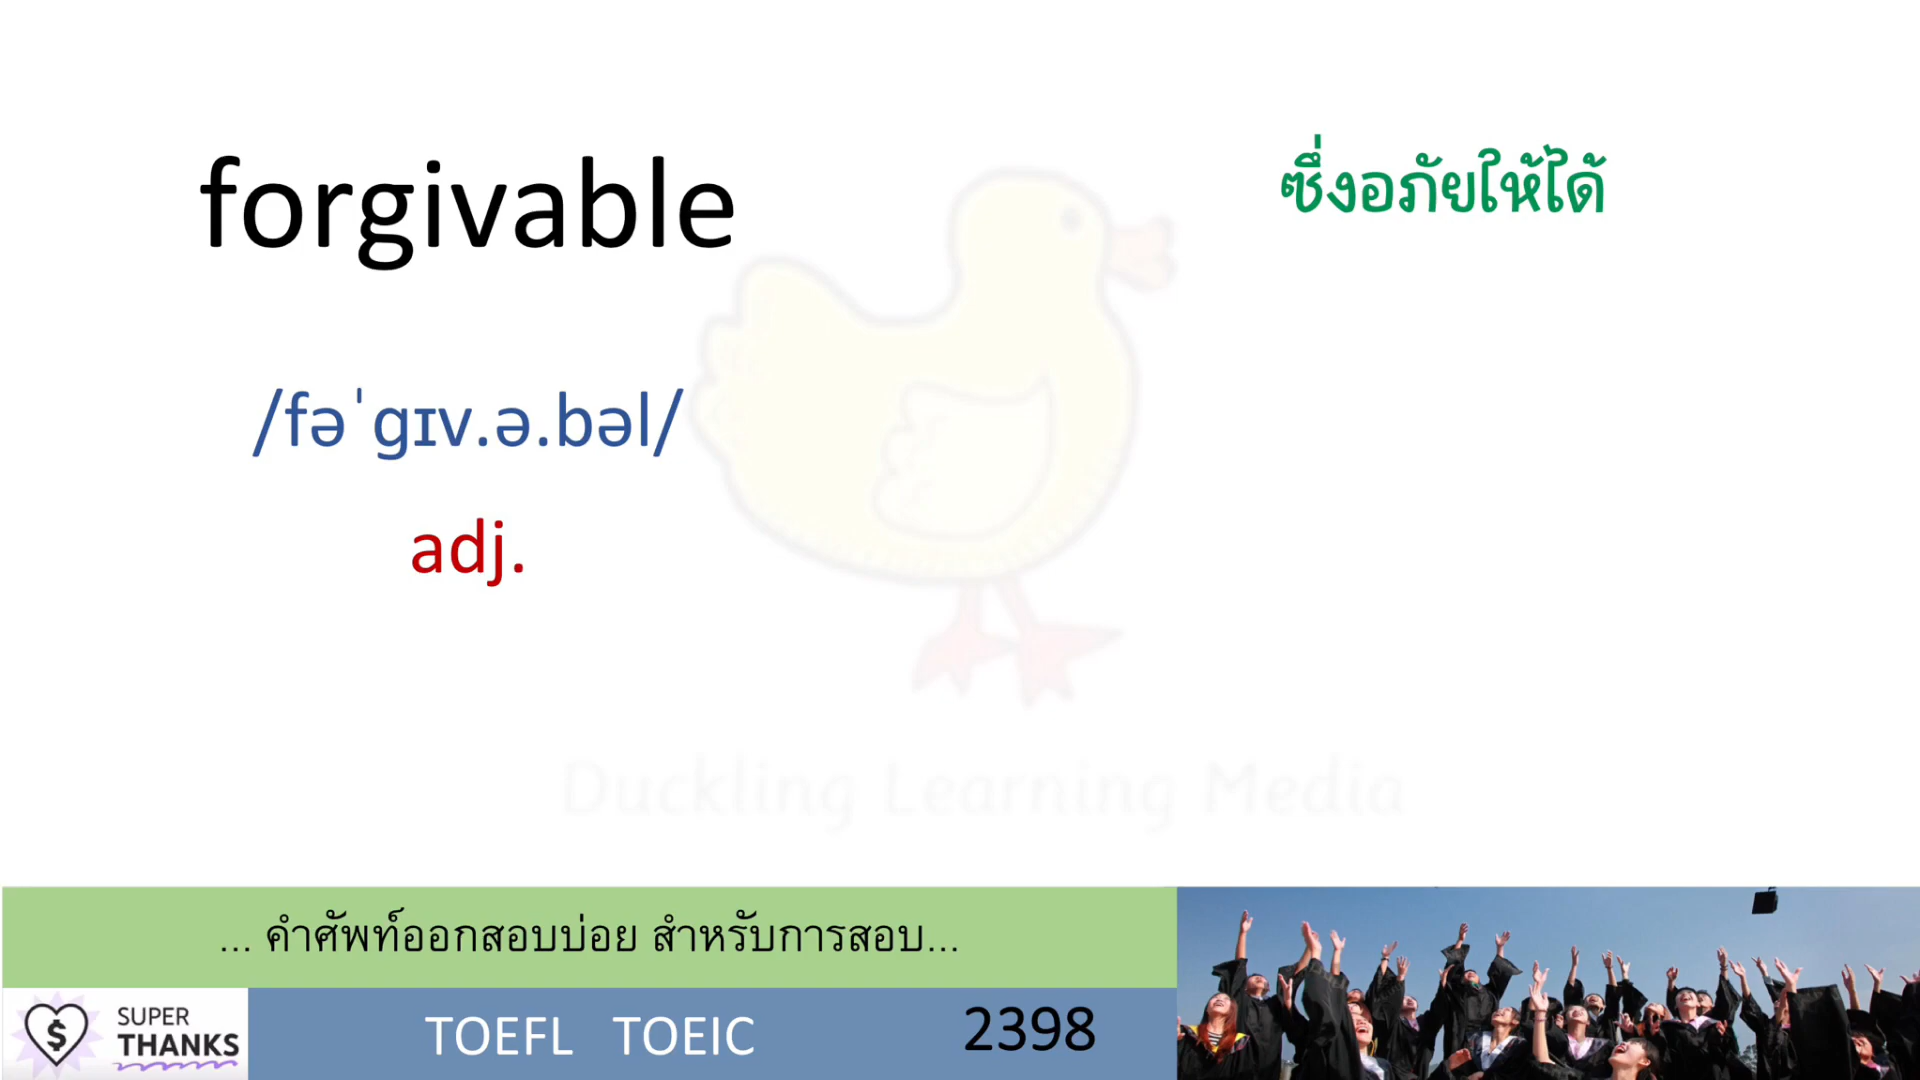 forgivable
ซึ่งอภัยให้ได้
/fəˈɡɪv.ə.bəl/
adj.
Duckling Learning Media
... คำศัพท์ออกสอบบ่อย สำหรับการสอบ...
SUPER
THANKS
$
TOEFL TOEIC
2398